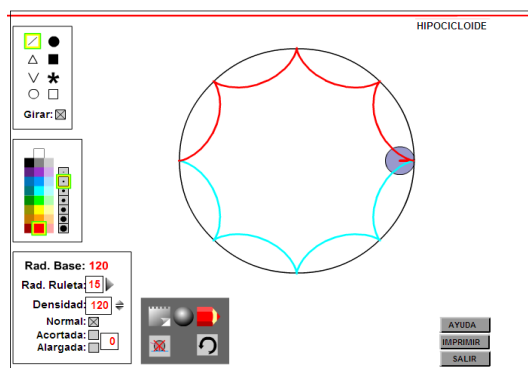 HIPOCICLOIDE
Girar:
Rad. Base: 120
Rad. Ruleta: 15
Densidad: 120
Normal:
Acortada:
Alargada: 0
AYUDA
IMPRIMIR
SALIR